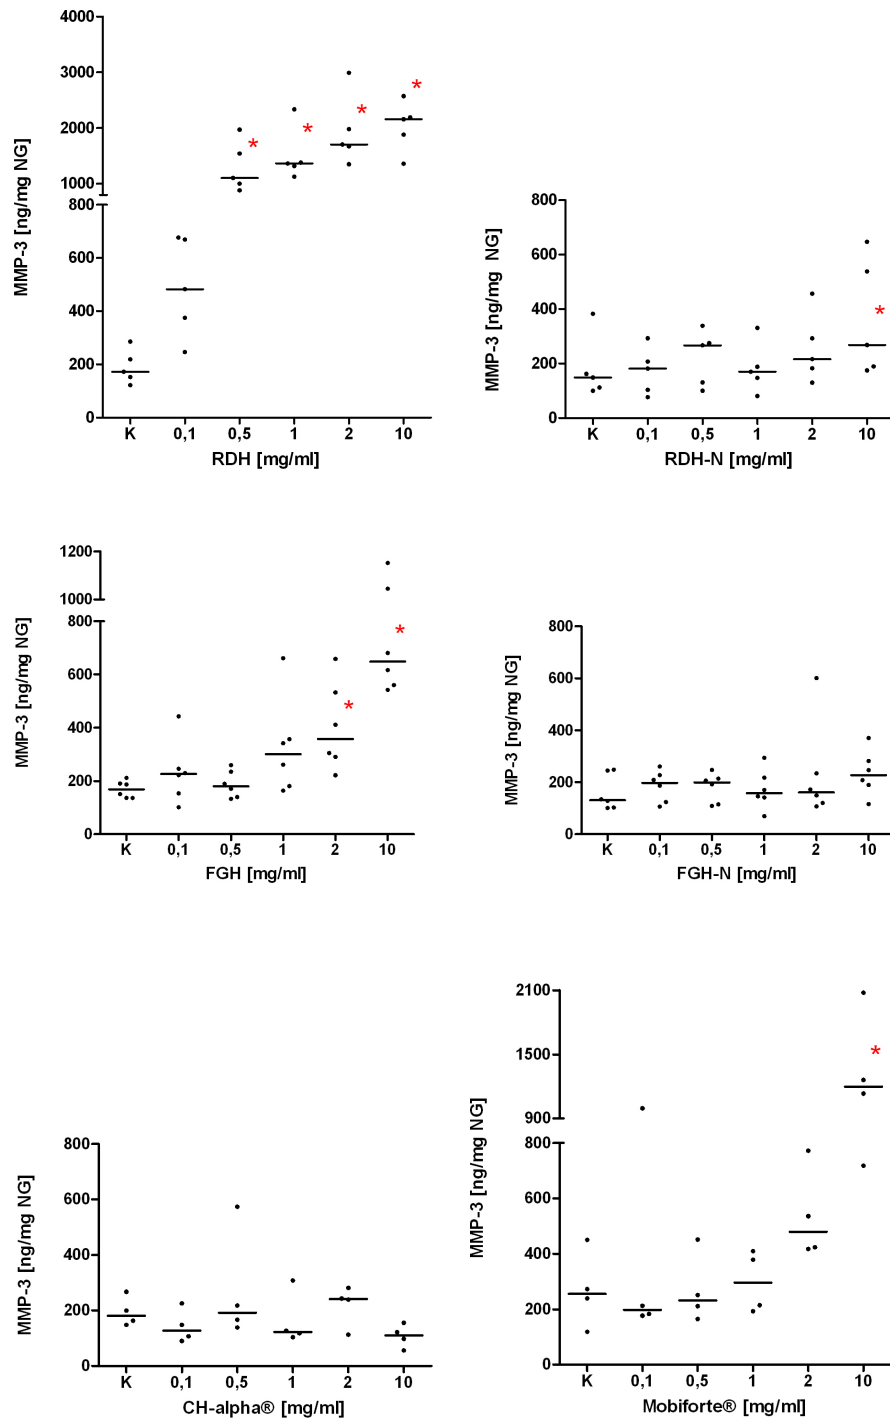 4000
3000
2000
1000
800
600
400
200
0
MMP-3 [ng/mg NG]
*
*
*
*
K 0,1 0,5 1 2 10
RDH [mg/ml]
800
600
400
200
0
MMP-3 [ng/mg NG]
*
K 0,1 0,5 1 2 10
RDH-N [mg/ml]
1200
1000
800
600
400
200
0
MMP-3 [ng/mg NG]
*
*
K 0,1 0,5 1 2 10
FGH [mg/ml]
800
600
400
200
0
MMP-3 [ng/mg NG]
K 0,1 0,5 1 2 10
FGH-N [mg/ml]
800
600
400
200
0
MMP-3 [ng/mg NG]
K 0,1 0,5 1 2 10
CH-alpha® [mg/ml]
2100
1500
900
800
600
400
200
0
MMP-3 [ng/mg NG]
*
K 0,1 0,5 1 2 10
Mobiforte® [mg/ml]